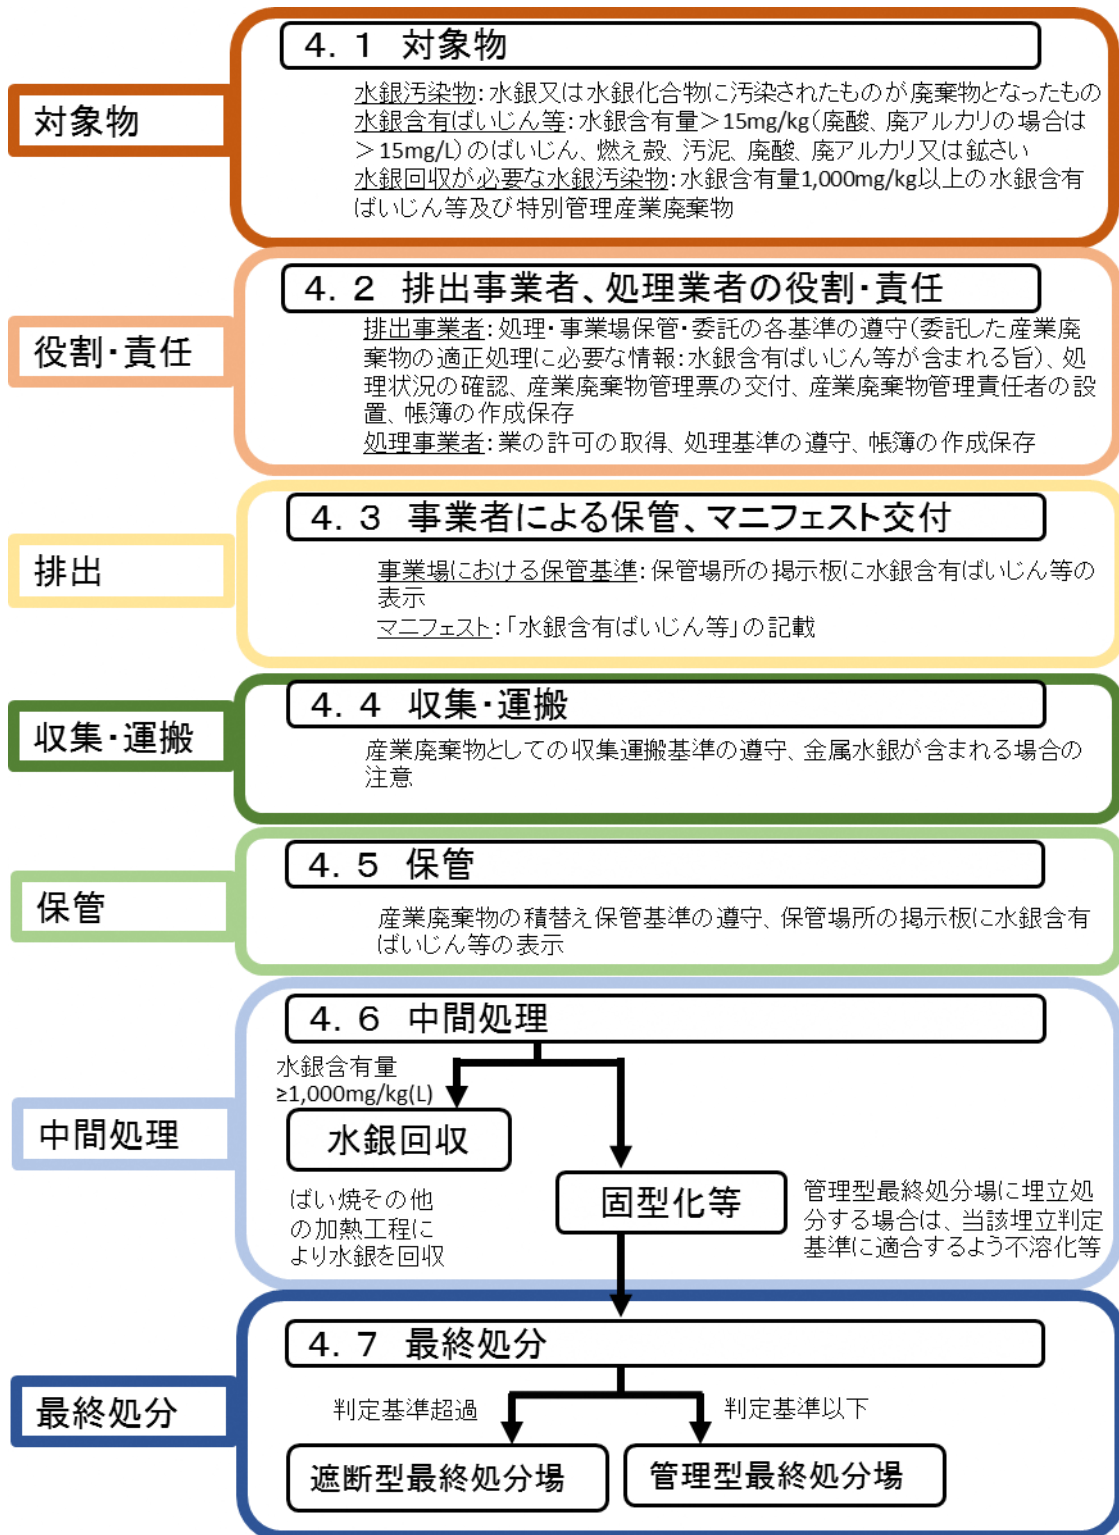 対象物
4．1 対象物
水銀汚染物：水銀又は水銀化合物に汚染されたものが廃棄物となったもの
水銀含有ばいじん等：水銀含有量＞15mg/kg（廃酸、廃アルカリの場合は
＞15mg/L）のばいじん、燃え殻、汚泥、廃酸、廃アルカリ又は鉱さい
水銀回収が必要な水銀汚染物：水銀含有量1,000mg/kg以上の水銀含有
ばいじん等及び特別管理産業廃棄物
役割・責任
4．2 排出事業者、処理業者の役割・責任
排出事業者：処理・事業場保管・委託の各基準の遵守（委託した産業廃
棄物の適正処理に必要な情報：水銀含有ばいじん等が含まれる旨）、処
理状況の確認、産業廃棄物管理票の交付、産業廃棄物管理責任者の設
置、帳簿の作成保存
処理事業者：業の許可の取得、処理基準の遵守、帳簿の作成保存
排出
4．3 事業者による保管、マニフェスト交付
事業場における保管基準：保管場所の掲示板に水銀含有ばいじん等の
表示
マニフェスト：「水銀含有ばいじん等」の記載
収集・運搬
4．4 収集・運搬
産業廃棄物としての収集運搬基準の遵守、金属水銀が含まれる場合の
注意
保管
4．5 保管
産業廃棄物の積替え保管基準の遵守、保管場所の掲示板に水銀含有
ばいじん等の表示
中間処理
4．6 中間処理
水銀含有量
≥1,000mg/kg(L)
水銀回収
ばい焼その他
の加熱工程に
より水銀を回収
固型化等
管理型最終処分場に埋立処
分する場合は、当該埋立判定
基準に適合するよう不溶化等
最終処分
4．7 最終処分
判定基準超過
判定基準以下
遮断型最終処分場
管理型最終処分場